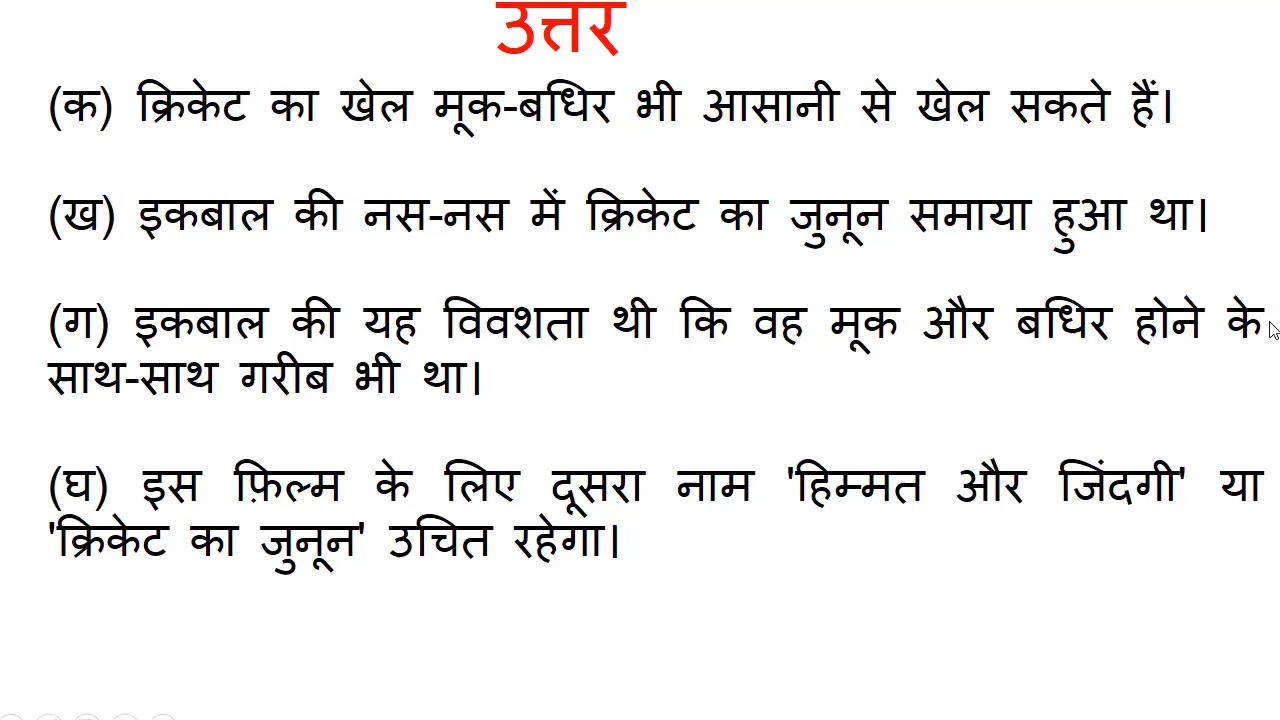 उत्तर
(क) क्रिकेट का खेल मूक-बधिर भी आसानी से खेल सकते हैं।
(ख) इकबाल की नस-नस में क्रिकेट का जुनून समाया हुआ था।
(ग) इकबाल की यह विवशता थी कि वह मूक और बधिर होने के
साथ-साथ गरीब भी था।
(घ) इस फ़िल्म के लिए दूसरा नाम 'हिम्मत और जिंदगी' या
'क्रिकेट का जुनून' उचित रहेगा।